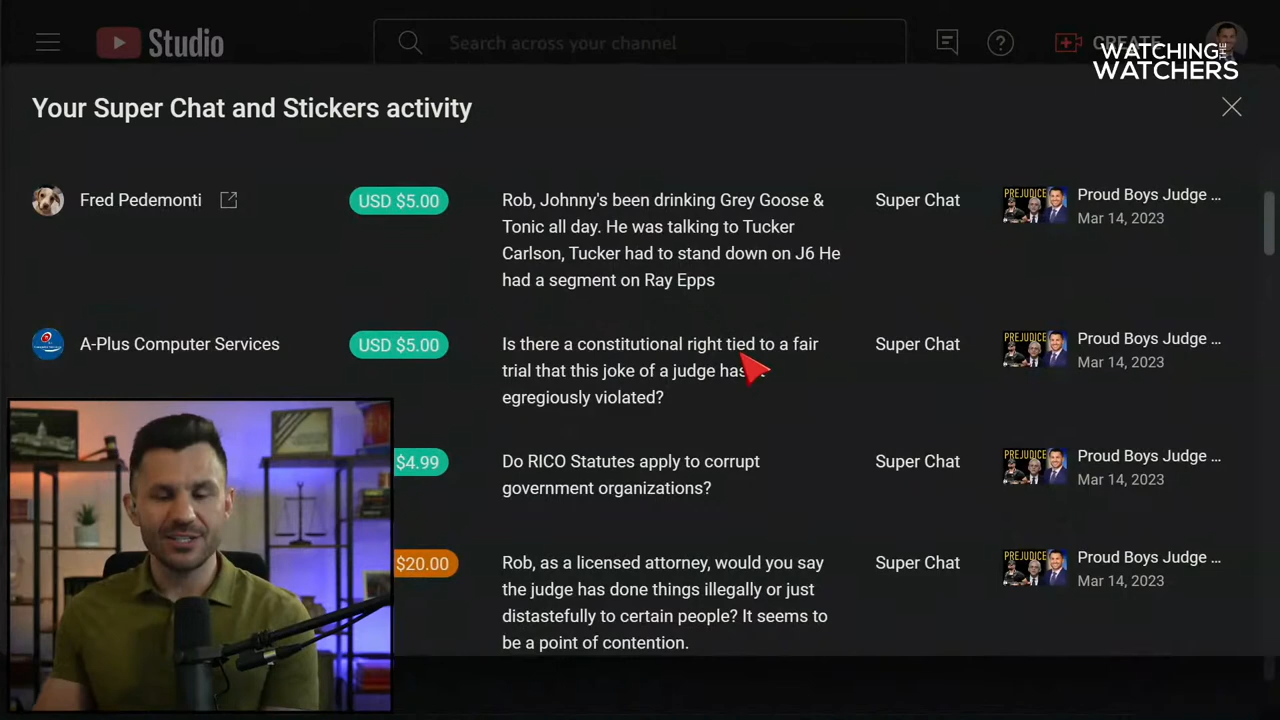 Studio
Search across your channel
CREATE
WATCHING THE
WATCHERS
Your Super Chat and Stickers activity
Fred Pedemonti
USD $5.00
Rob, Johnny's been drinking Grey Goose &
Tonic all day. He was talking to Tucker
Carlson, Tucker had to stand down on J6 He
had a segment on Ray Epps
Super Chat
PREJUDICE
Proud Boys Judge ...
Mar 14, 2023
A-Plus Computer Services
USD $5.00
Is there a constitutional right tied to a fair
trial that this joke of a judge has
egregiously violated?
Super Chat
PREJUDICE
Proud Boys Judge ...
Mar 14, 2023
$4.99
Do RICO Statutes apply to corrupt
government organizations?
Super Chat
PREJUDICE
Proud Boys Judge ...
Mar 14, 2023
$20.00
Rob, as a licensed attorney, would you say
the judge has done things illegally or just
distastefully to certain people? It seems to
be a point of contention.
Super Chat
PREJUDICE
Proud Boys Judge ...
Mar 14, 2023